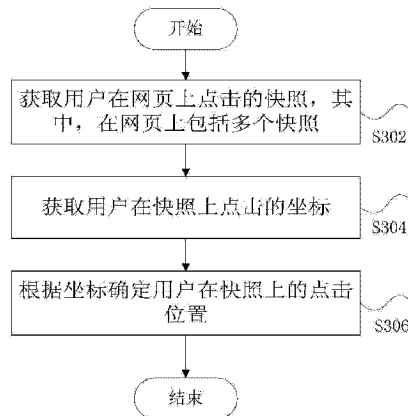 开始
获取用户在网页上点击的快照，其
中，在网页上包括多个快照
S302
获取用户在快照上点击的坐标
S304
根据坐标确定用户在快照上的点击
位置
S306
结束